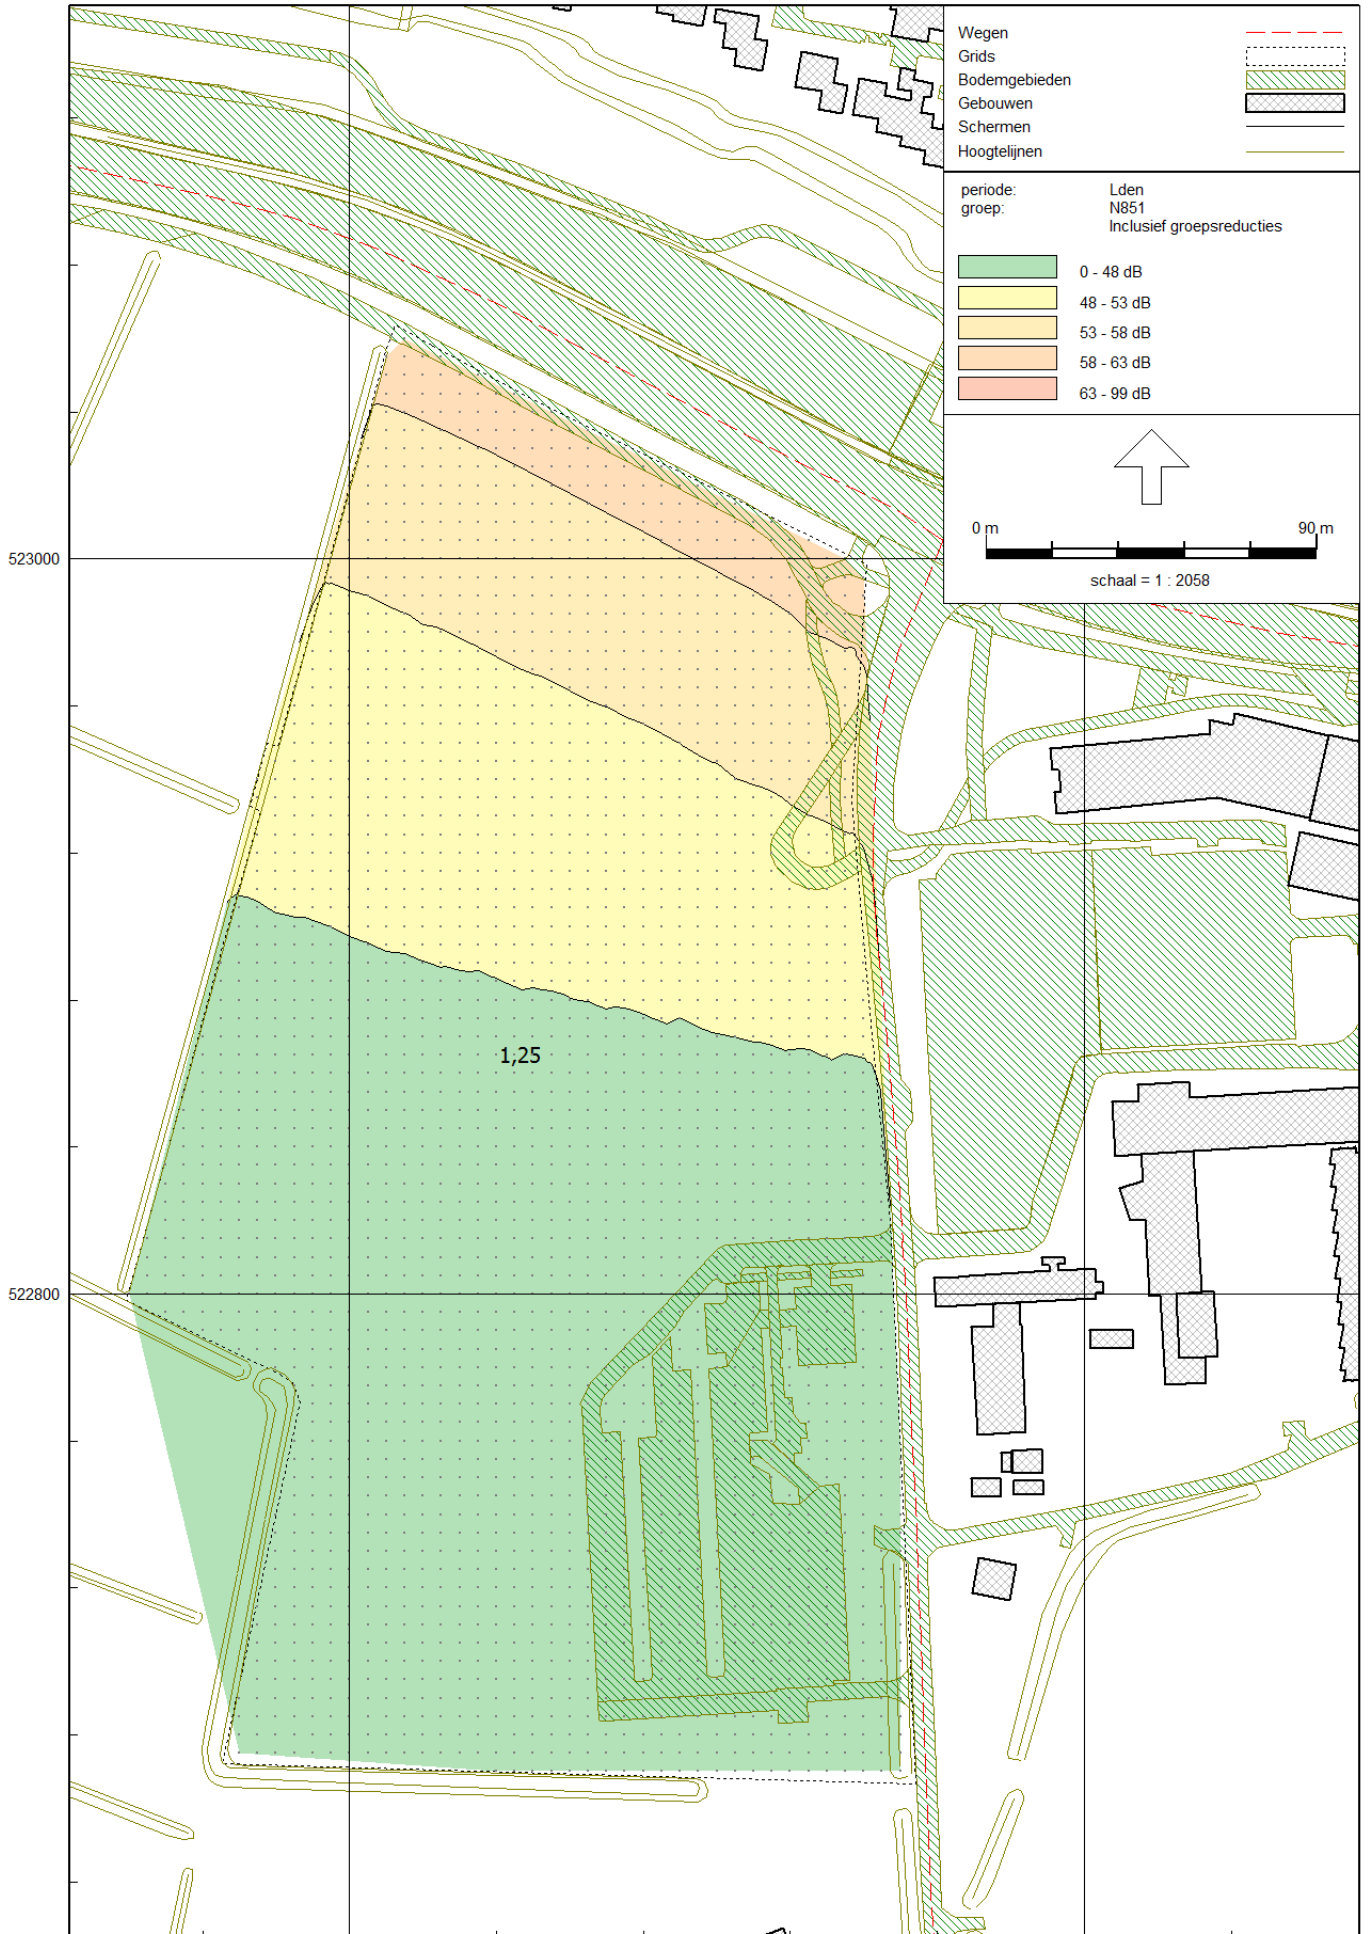 Wegen
Grids
Bodemgebieden
Gebouwen
Schermen
Hoogtelijnen
periode: Lden
groep: N851
Inclusief groepsreducties
0 - 48 dB
48 - 53 dB
53 - 58 dB
58 - 63 dB
63 - 99 dB
0 m 90 m
schaal = 1 : 2058
523000
1,25
522800